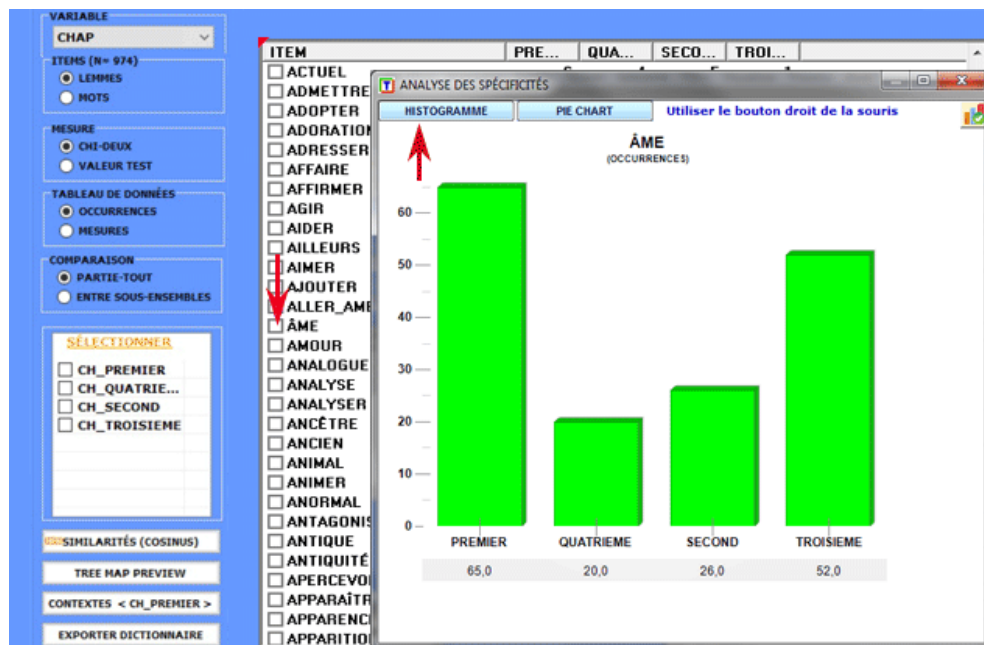 VARIABLE
CHAP
ITEMS (N= 974)
LEMMES
MOTS
MESURE
CHI-DEUX
VALEUR TEST
TABLEAU DE DONNÉES
OCCURRENCES
MESURES
COMPARAISON
PARTIE-TOUT
ENTRE SOUS-ENSEMBLES
SÉLECTIONNER
CH_PREMIER
CH_QUATRIE...
CH_SECOND
CH_TROISIEME
SIMILARITÉS (COSINUS)
TREE MAP PREVIEW
CONTEXTES < CH_PREMIER >
EXPORTER DICTIONNAIRE
ITEM PRE... QUA... SECO... TROI...
ACTUEL
ADMETTRE
ADOPTER
ADORATION
ADRESSER
AFFAIRE
AFFIRMER
AGIR
AIDER
AILLEURS
AIMER
AJOUTER
ALLER_AME
ÂME
AMOUR
ANALOGUE
ANALYSE
ANALYSER
ANCÊTRE
ANCIEN
ANIMAL
ANIMER
ANORMAL
ANTAGONIS
ANTIQUE
ANTIQUITÉ
APERCEVOI
APPARAÎTR
APPARENC
APPARITIO
ANALYSE DES SPÉCIFICITÉS
HISTOGRAMME PIE CHART Utiliser le bouton droit de la souris
ÂME
(OCCURRENCES)
60
50
40
30
20
10
0
PREMIER QUATRIEME SECOND TROISIEME
65,0 20,0 26,0 52,0